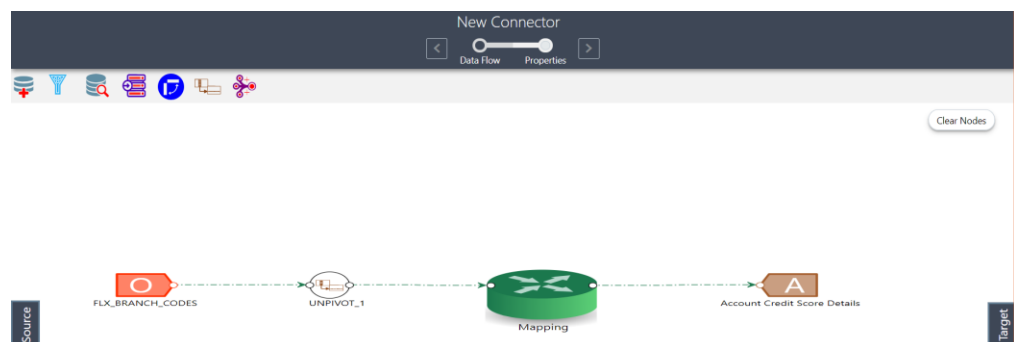 New Connector
<
>
Data Flow Properties
Clear Nodes
O
A
FLX_BRANCH_CODES
UNPIVOT_1
Mapping
Account Credit Score Details
Source
Target